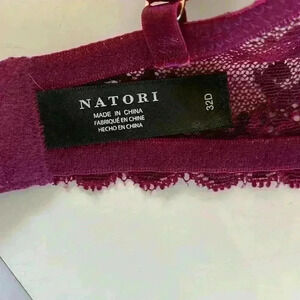 NATORI
MADE IN CHINA
FABRIQUÉ EN CHINE
HECHO EN CHINA
32D